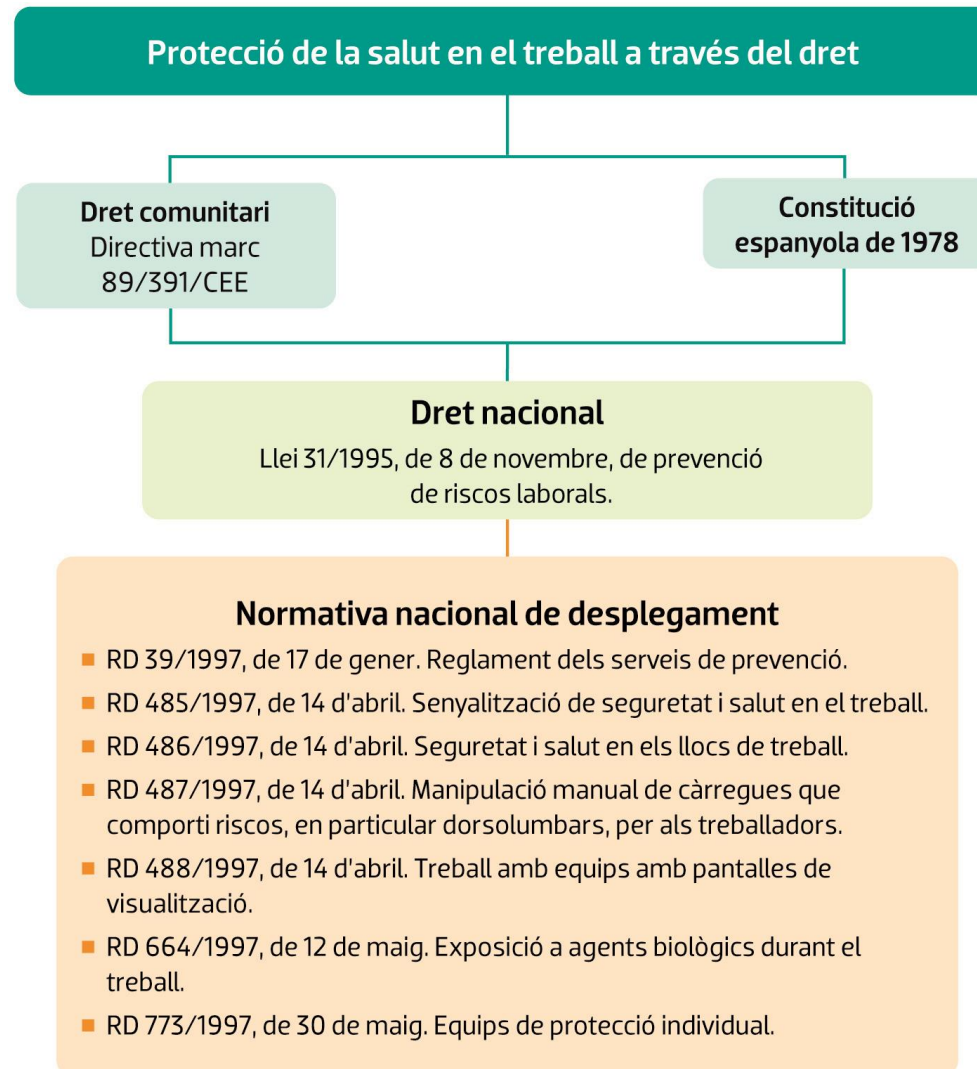 Protecció de la salut en el treball a través del dret
Dret comunitari
Directiva marc
89/391/CEE
Constitució
espanyola de 1978
Dret nacional
Llei 31/1995, de 8 de novembre, de prevenció
de riscos laborals.
Normativa nacional de desplegament
■ RD 39/1997, de 17 de gener. Reglament dels serveis de prevenció.
■ RD 485/1997, de 14 d'abril. Senyalització de seguretat i salut en el treball.
■ RD 486/1997, de 14 d'abril. Seguretat i salut en els llocs de treball.
■ RD 487/1997, de 14 d'abril. Manipulació manual de càrregues que
comporti riscos, en particular dorsolumbars, per als treballadors.
■ RD 488/1997, de 14 d'abril. Treball amb equips amb pantalles de
visualització.
■ RD 664/1997, de 12 de maig. Exposició a agents biològics durant el
treball.
■ RD 773/1997, de 30 de maig. Equips de protecció individual.